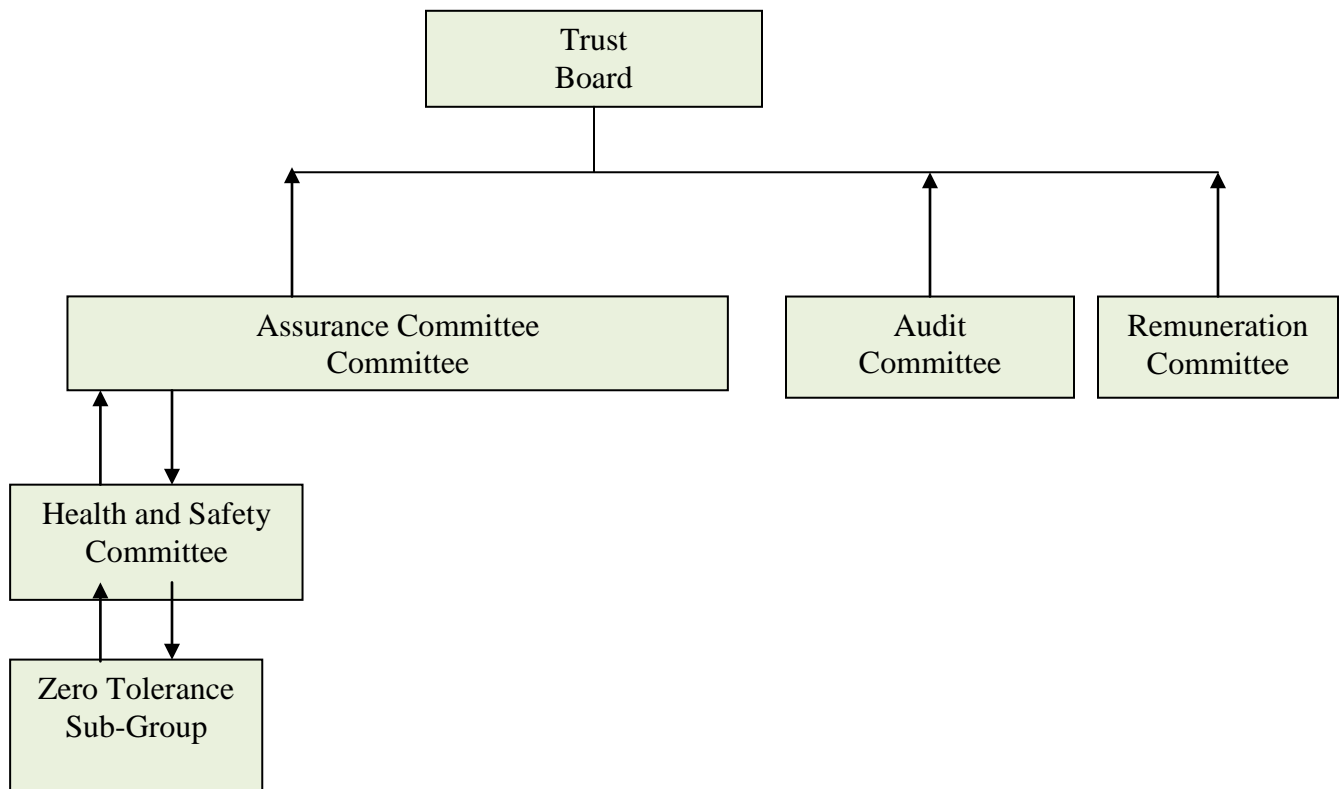 Trust
Board
Assurance Committee
Committee
Audit
Committee
Remuneration
Committee
Health and Safety
Committee
Zero Tolerance
Sub-Group